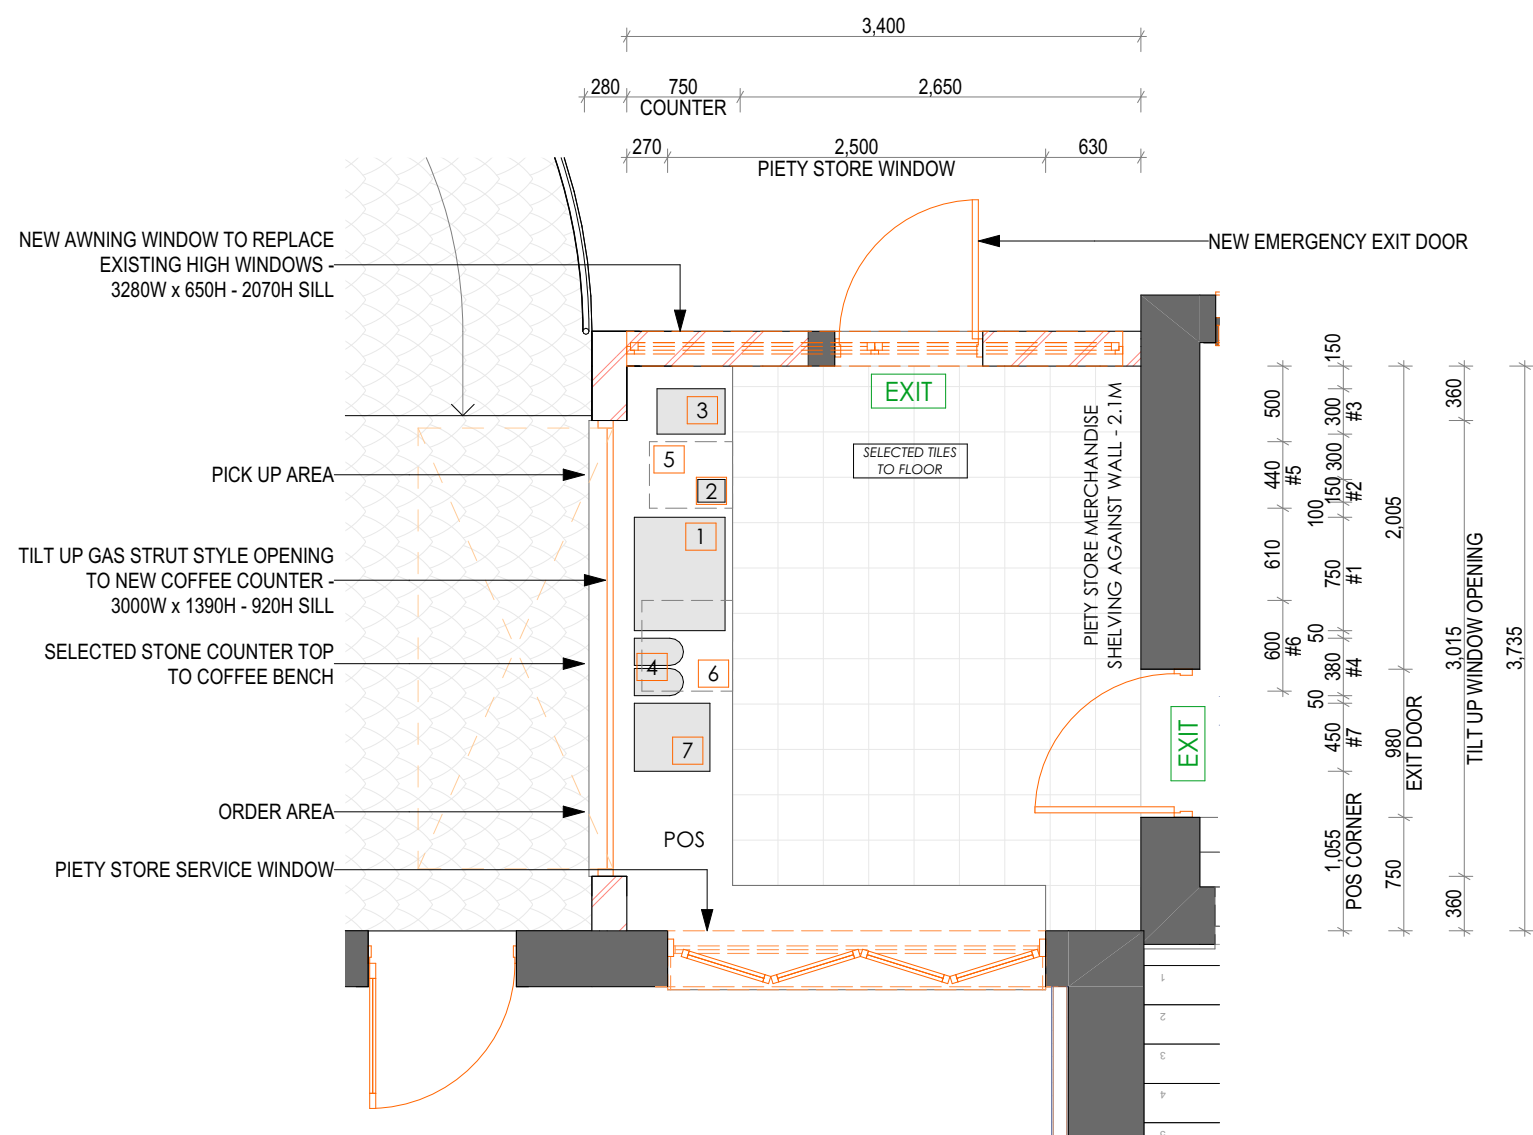 3,400
280
750
2,650
COUNTER
270
2,500
630
PIETY STORE WINDOW
NEW AWNING WINDOW TO REPLACE
EXISTING HIGH WINDOWS -
3280W x 650H - 2070H SILL
NEW EMERGENCY EXIT DOOR
EXIT
SELECTED TILES
TO FLOOR
PIETY STORE MERCHANDISE
SHELVING AGAINST WALL - 2.1M
3
5
2
1
4
6
7
POS
PICK UP AREA
TILT UP GAS STRUT STYLE OPENING
TO NEW COFFEE COUNTER -
3000W x 1390H - 920H SILL
SELECTED STONE COUNTER TOP
TO COFFEE BENCH
ORDER AREA
PIETY STORE SERVICE WINDOW
EXIT
500
440
#5
610
600
#6
150
300
#3
300
150
#2
100
750
#1
50
380
#4
50
450
#7
1,055
POS CORNER
2,005
980
EXIT DOOR
750
360
3,015
TILT UP WINDOW OPENING
360
3,735
1
2
3
4
5